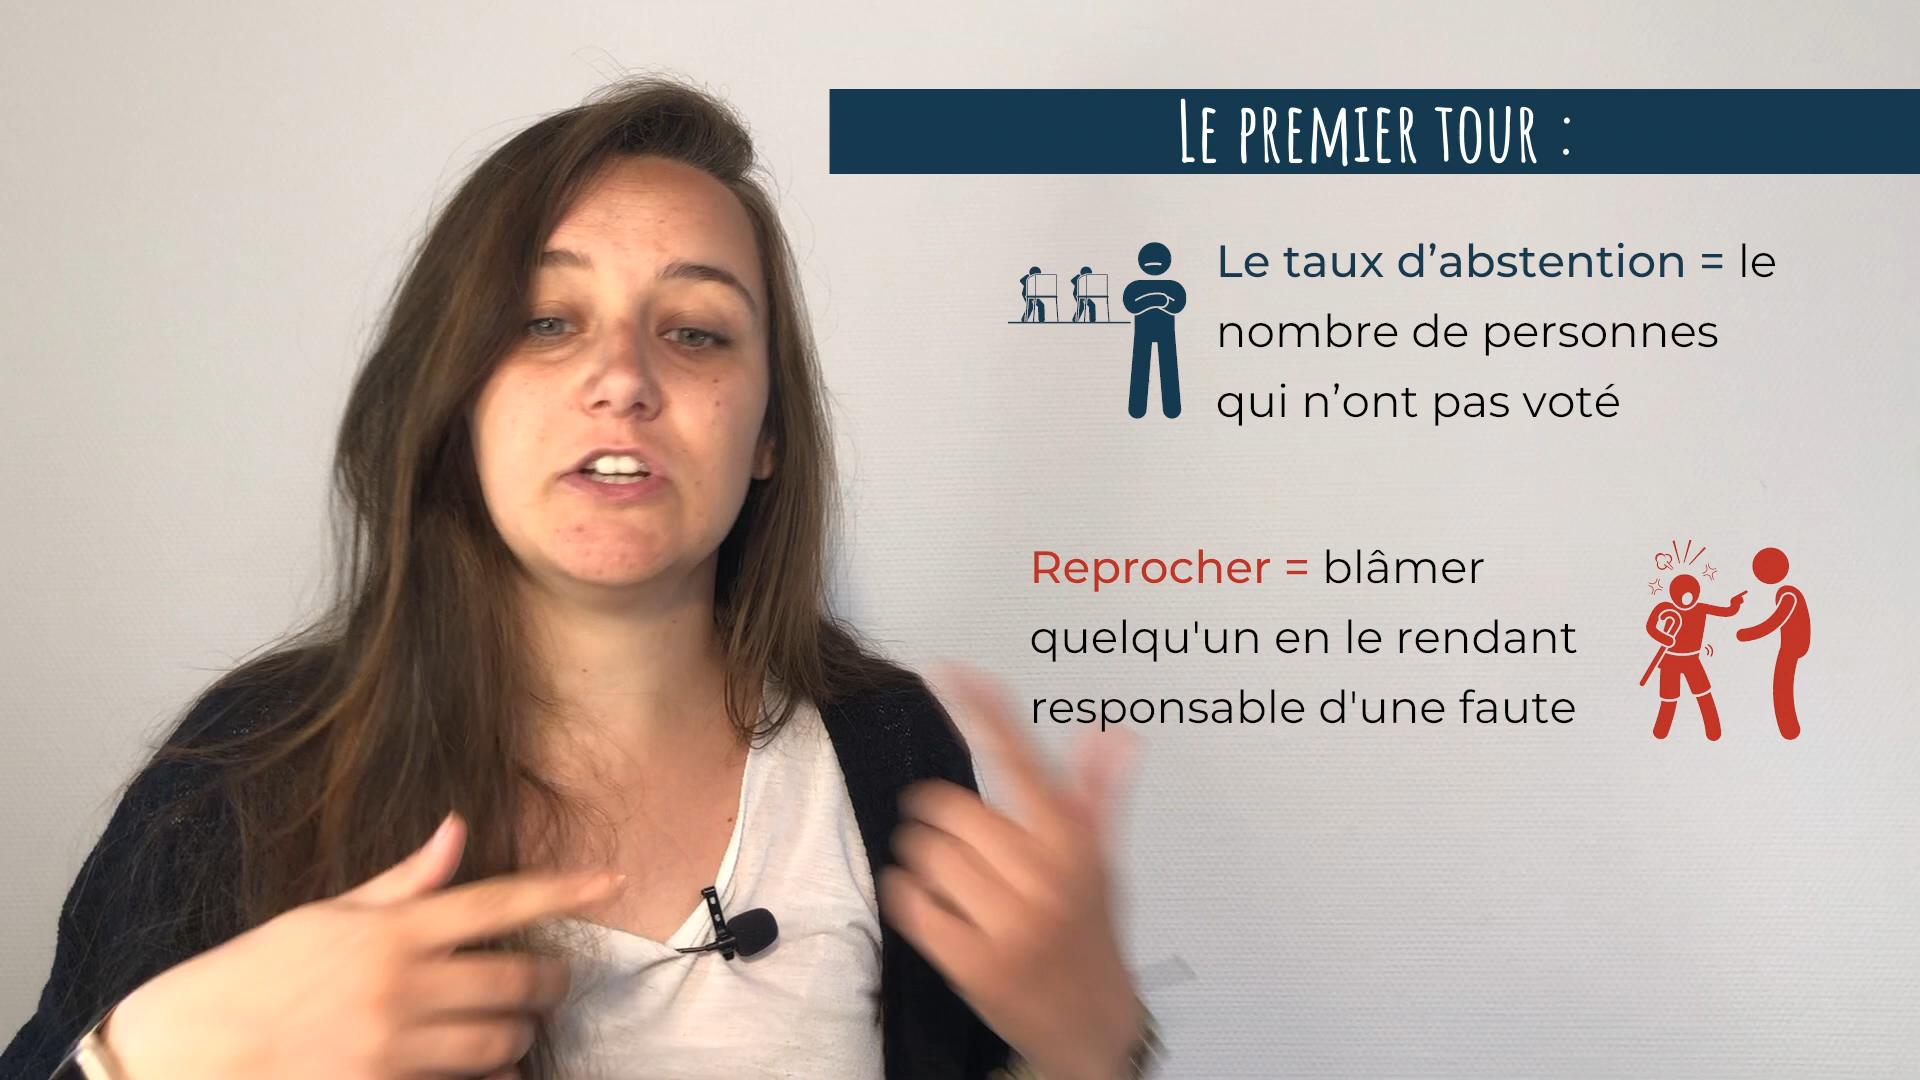 Le premier tour :
Le taux d’abstention = le
nombre de personnes
qui n’ont pas voté
Reprocher = blâmer
quelqu'un en le rendant
responsable d'une faute